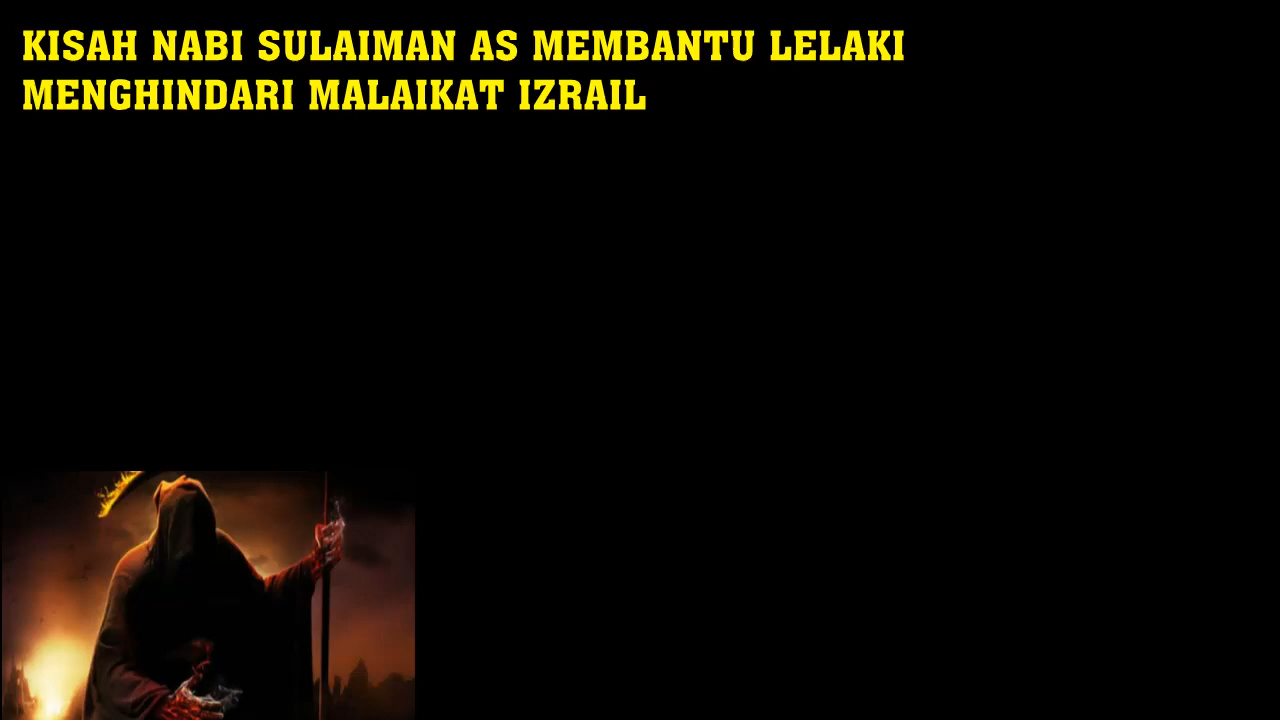 KISAH NABI SULAIMAN AS MEMBANTU LELAKI
MENGHINDARI MALAIKAT IZRAIL